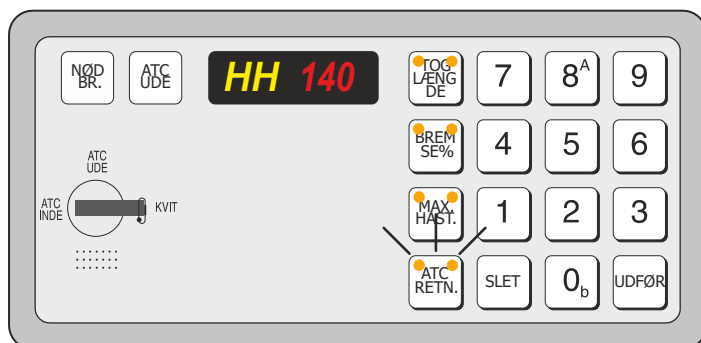 NØD
BR.
ATC
UDE
HH 140
TOG
LÆNG
DE
7
8A
9
BREM
SE%
4
5
6
ATC
UDE
ATC
INDE
KVIT
MAX.
HAST.
1
2
3
ATC
RETN.
SLET
0b
UDFØR